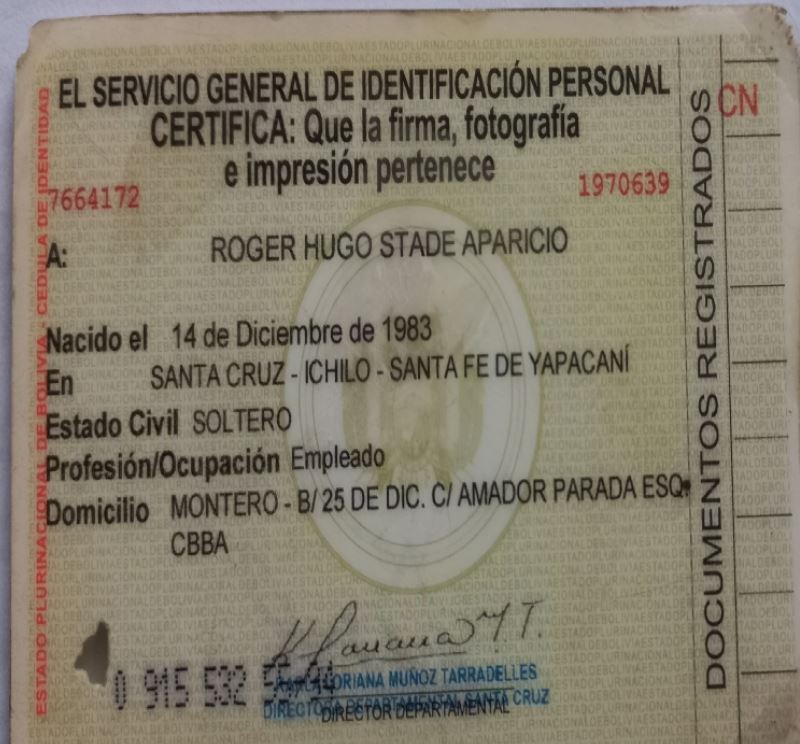 EL SERVICIO GENERAL DE IDENTIFICACIÓN PERSONAL
CERTIFICA: Que la firma, fotografía
e impresión pertenece
7664172
1970639
A: ROGER HUGO STADE APARICIO
Nacido el 14 de Diciembre de 1983
En SANTA CRUZ - ICHILO - SANTA FE DE YAPACANÍ
Estado Civil SOLTERO
Profesión/Ocupación Empleado
Domicilio MONTERO - B/ 25 DE DIC. C/ AMADOR PARADA ESQ.
CBBA
0 915 532
ORIANA MUÑOZ TARRADELLES
DIRECTORA DEPARTAMENTAL SANTA CRUZ
DIRECTOR DEPARTAMENTAL
ESTADO PLURINACIONAL DE BOLIVIA - CEDULA DE IDENTIDAD
DOCUMENTOS REGISTRADOS
CN